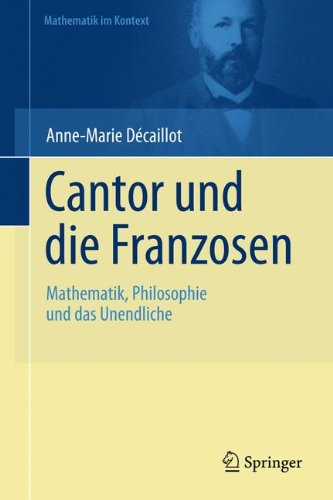 Mathematik im Kontext
Anne-Marie Décaillot
Cantor und
die Franzosen
Mathematik, Philosophie
und das Unendliche
Springer